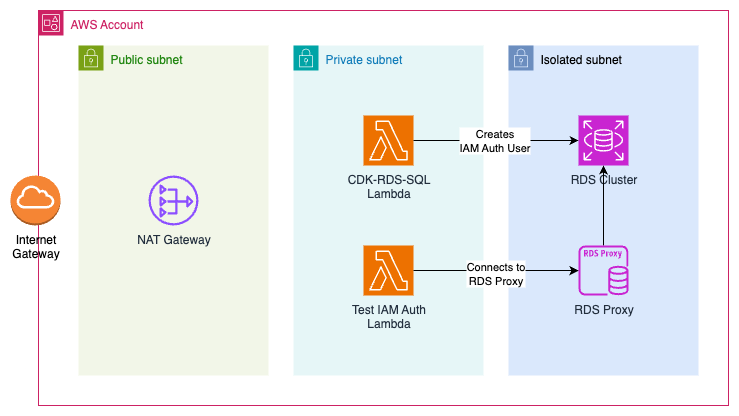 AWS Account
Public subnet
Private subnet
Isolated subnet
Creates
IAM Auth User
CDK-RDS-SQL
Lambda
RDS Cluster
Internet
Gateway
NAT Gateway
Connects to
RDS Proxy
RDS Proxy
Test IAM Auth
Lambda
RDS Proxy